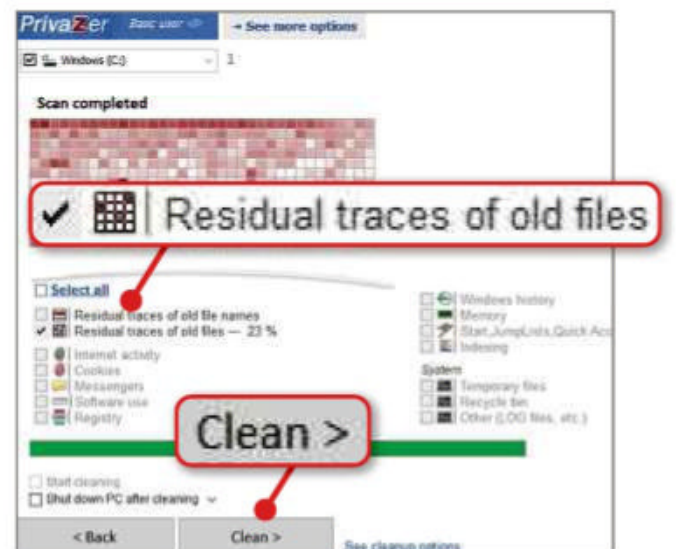 PrivaZer Basic user → See more options
Windows (C:) 1
Scan completed
Residual traces of old files
Select all
Residual traces of old file names
Residual traces of old files — 23 %
Internet activity
Cookies
Messengers
Software use
Registry
Windows history
Memory
Start, JumpLists, Quick Acc
Indexing
System
Temporary files
Recycle bin
Other (LOG files, etc.)
Clean >
Start cleaning
Shut down PC after cleaning
< Back Clean > See cleanup options